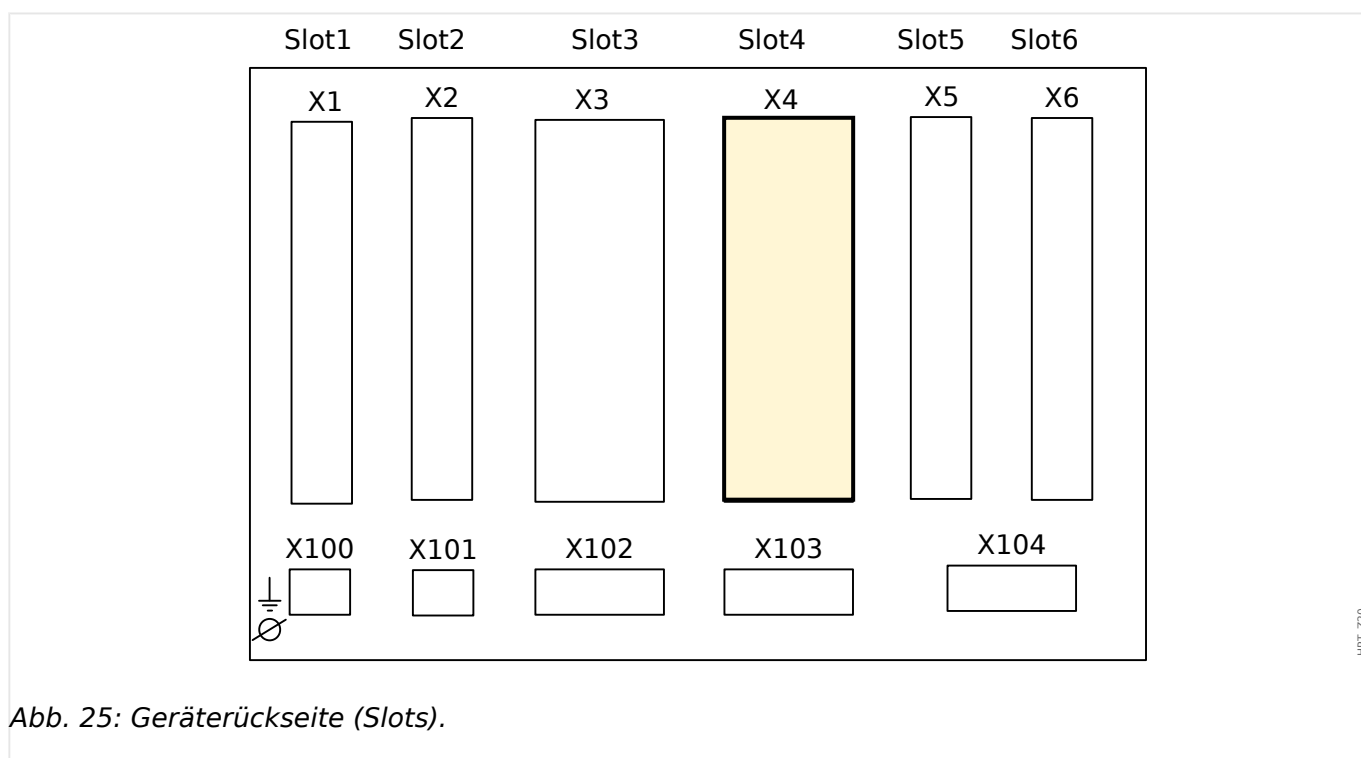 Slot1 Slot2 Slot3 Slot4 Slot5 Slot6
X1 X2 X3 X4 X5 X6
X100 X101 X102 X103 X104
Abb. 25: Geräterückseite (Slots).